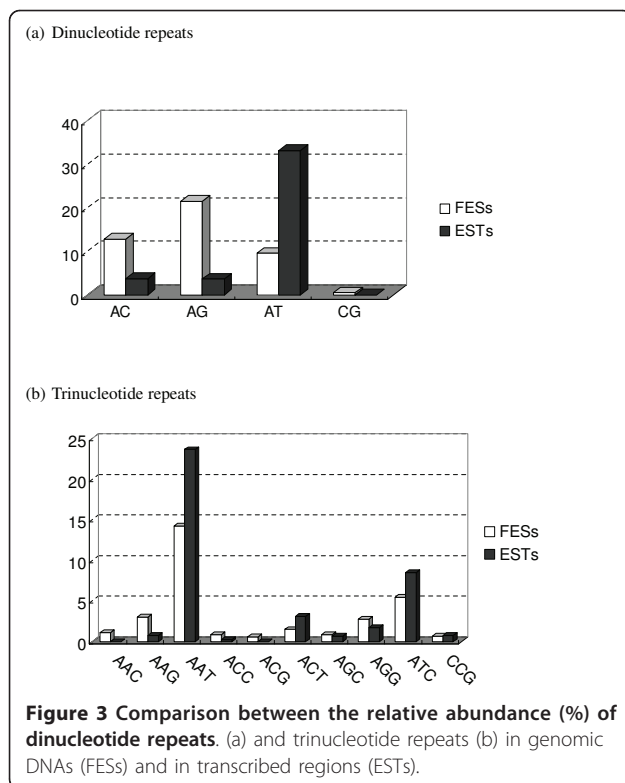 (a) Dinucleotide repeats
40
30
20
10
0
AC AG AT CG
FESs
ESTs
(b) Trinucleotide repeats
25
20
15
10
5
0
AAC AAG AAT ACC ACG ACT AGC AGG ATC CCG
FESs
ESTs
Figure 3 Comparison between the relative abundance (%) of
dinucleotide repeats. (a) and trinucleotide repeats (b) in genomic
DNAs (FESs) and in transcribed regions (ESTs).